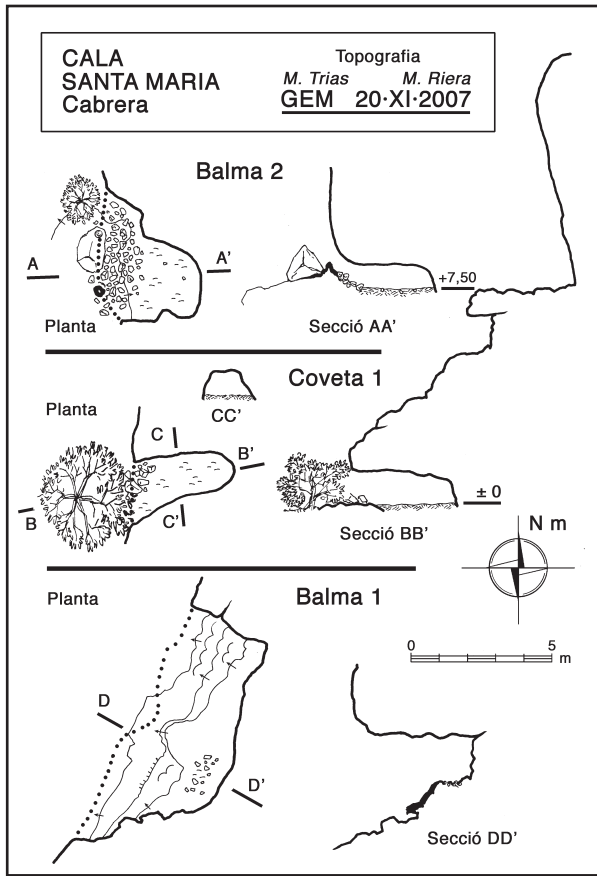 CALA
SANTA MARIA
Cabrera
Topografia
M. Trias M. Riera
GEM 20·XI·2007
Balma 2
A
A'
+7,50
Planta
Secció AA'
Coveta 1
Planta
CC'
C
B'
B
C'
± 0
Secció BB'
N m
Planta
Balma 1
0 5
m
D
D'
Secció DD'